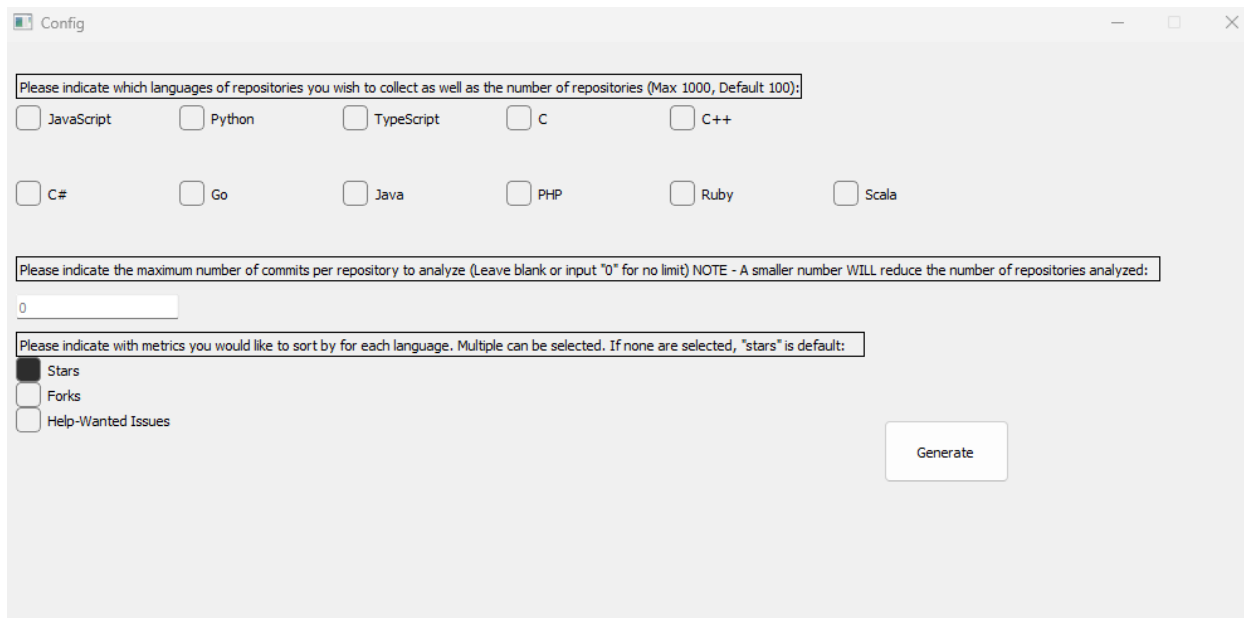 Config
Please indicate which languages of repositories you wish to collect as well as the number of repositories (Max 1000, Default 100):
JavaScript Python TypeScript C C++
C# Go Java PHP Ruby Scala
Please indicate the maximum number of commits per repository to analyze (Leave blank or input "0" for no limit) NOTE - A smaller number WILL reduce the number of repositories analyzed:
0
Please indicate with metrics you would like to sort by for each language. Multiple can be selected. If none are selected, "stars" is default:
Stars
Forks
Help-Wanted Issues
Generate